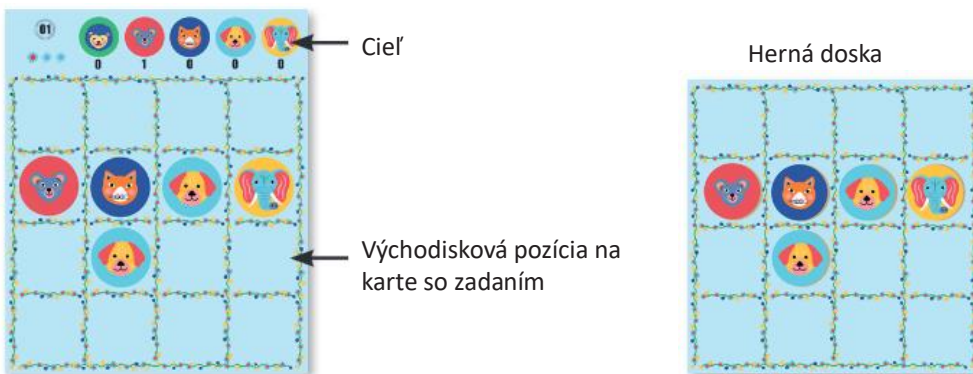 01
0 1 0 0 0
Cieľ
Herná doska
Východisková pozícia na
karte so zadaním